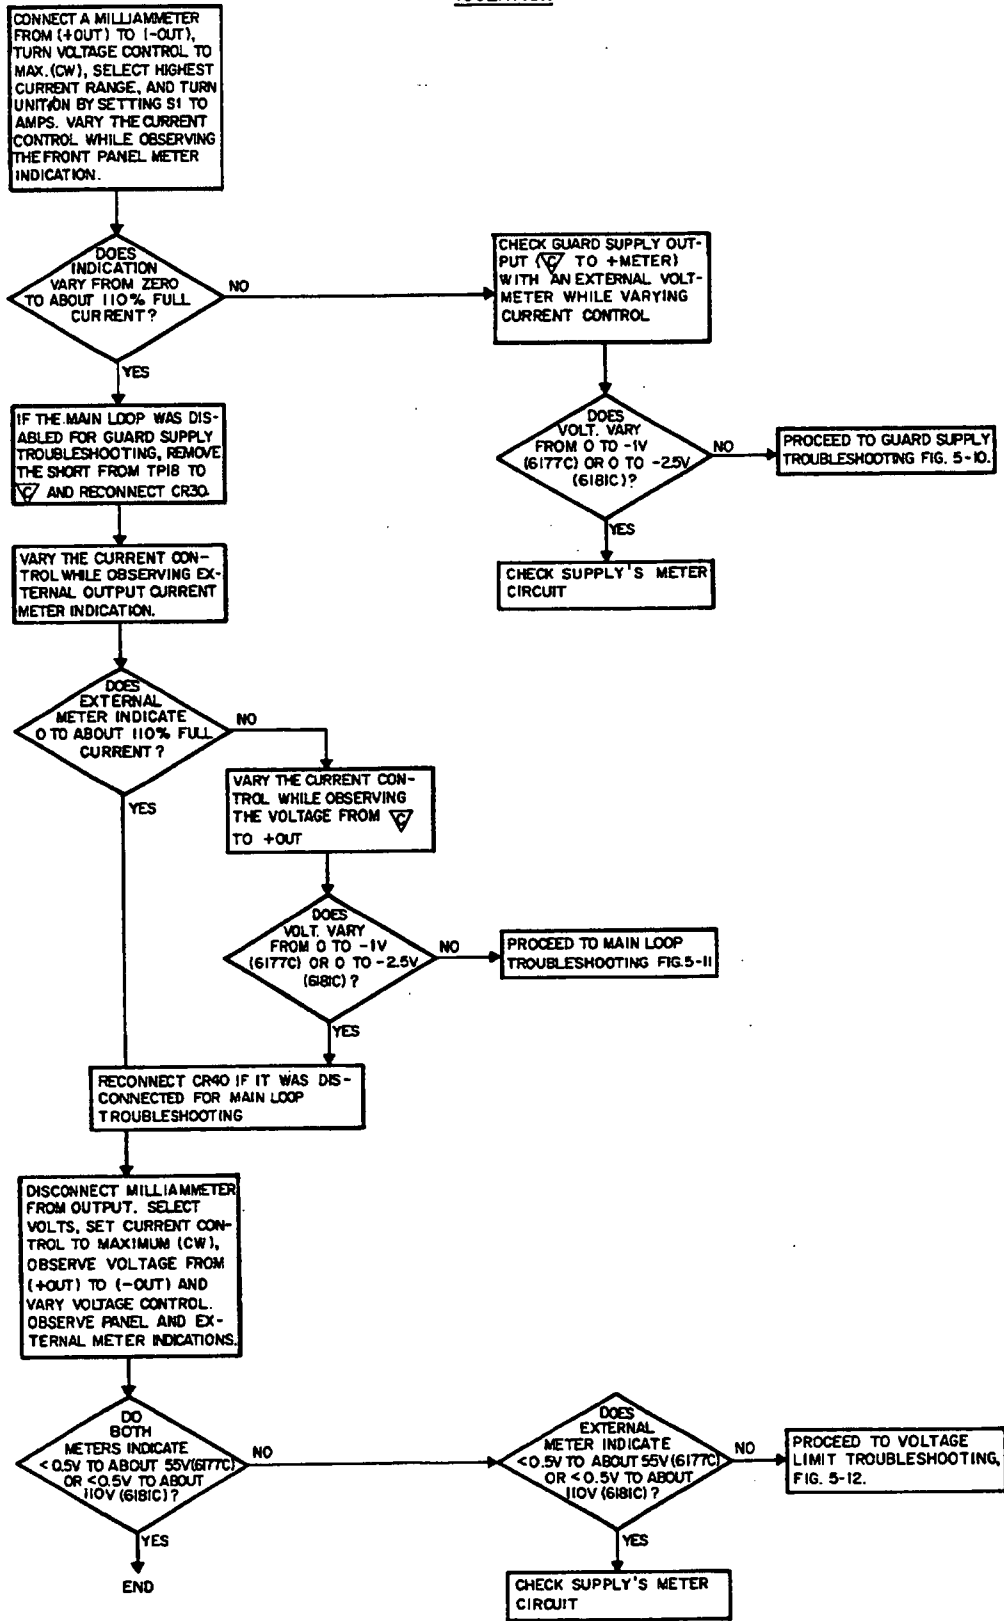 CONNECT A MILLIAMMETER
FROM (+OUT) TO (-OUT),
TURN VOLTAGE CONTROL TO
MAX.(CW), SELECT HIGHEST
CURRENT RANGE, AND TURN
UNIT ON BY SETTING S1 TO
AMPS. VARY THE CURRENT
CONTROL WHILE OBSERVING
THE FRONT PANEL METER
INDICATION.
DOES
INDICATION
VARY FROM ZERO
TO ABOUT 110% FULL
CURRENT?
NO
CHECK GUARD SUPPLY OUT-
PUT (C TO +METER)
WITH AN EXTERNAL VOLT-
METER WHILE VARYING
CURRENT CONTROL
YES
IF THE MAIN LOOP WAS DIS-
ABLED FOR GUARD SUPPLY
TROUBLESHOOTING, REMOVE
THE SHORT FROM TP18 TO
C AND RECONNECT CR30.
DOES
VOLT. VARY
FROM 0 TO -1V
(6177C) OR 0 TO -2.5V
(6181C)?
NO
PROCEED TO GUARD SUPPLY
TROUBLESHOOTING FIG. 5-10.
YES
CHECK SUPPLY'S METER
CIRCUIT
VARY THE CURRENT CON-
TROL WHILE OBSERVING EX-
TERNAL OUTPUT CURRENT
METER INDICATION.
DOES
EXTERNAL
METER INDICATE
0 TO ABOUT 110% FULL
CURRENT?
NO
YES
VARY THE CURRENT CON-
TROL WHILE OBSERVING
THE VOLTAGE FROM C
TO +OUT
DOES
VOLT. VARY
FROM 0 TO -1V
(6177C) OR 0 TO -2.5V
(6181C)?
NO
PROCEED TO MAIN LOOP
TROUBLESHOOTING FIG.5-11
YES
RECONNECT CR40 IF IT WAS DIS-
CONNECTED FOR MAIN LOOP
TROUBLESHOOTING
DISCONNECT MILLIAMMETER
FROM OUTPUT. SELECT
VOLTS, SET CURRENT CON-
TROL TO MAXIMUM (CW),
OBSERVE VOLTAGE FROM
(+OUT) TO (-OUT) AND
VARY VOLTAGE CONTROL.
OBSERVE PANEL AND EX-
TERNAL METER INDICATIONS.
DO
BOTH
METERS INDICATE
<0.5V TO ABOUT 55V(6177C)
OR <0.5V TO ABOUT
110V (6181C)?
NO
DOES
EXTERNAL
METER INDICATE
<0.5V TO ABOUT 55V(6177C)
OR <0.5V TO ABOUT
110V (6181C)?
NO
PROCEED TO VOLTAGE
LIMIT TROUBLESHOOTING,
FIG. 5-12.
YES
END
YES
CHECK SUPPLY'S METER
CIRCUIT